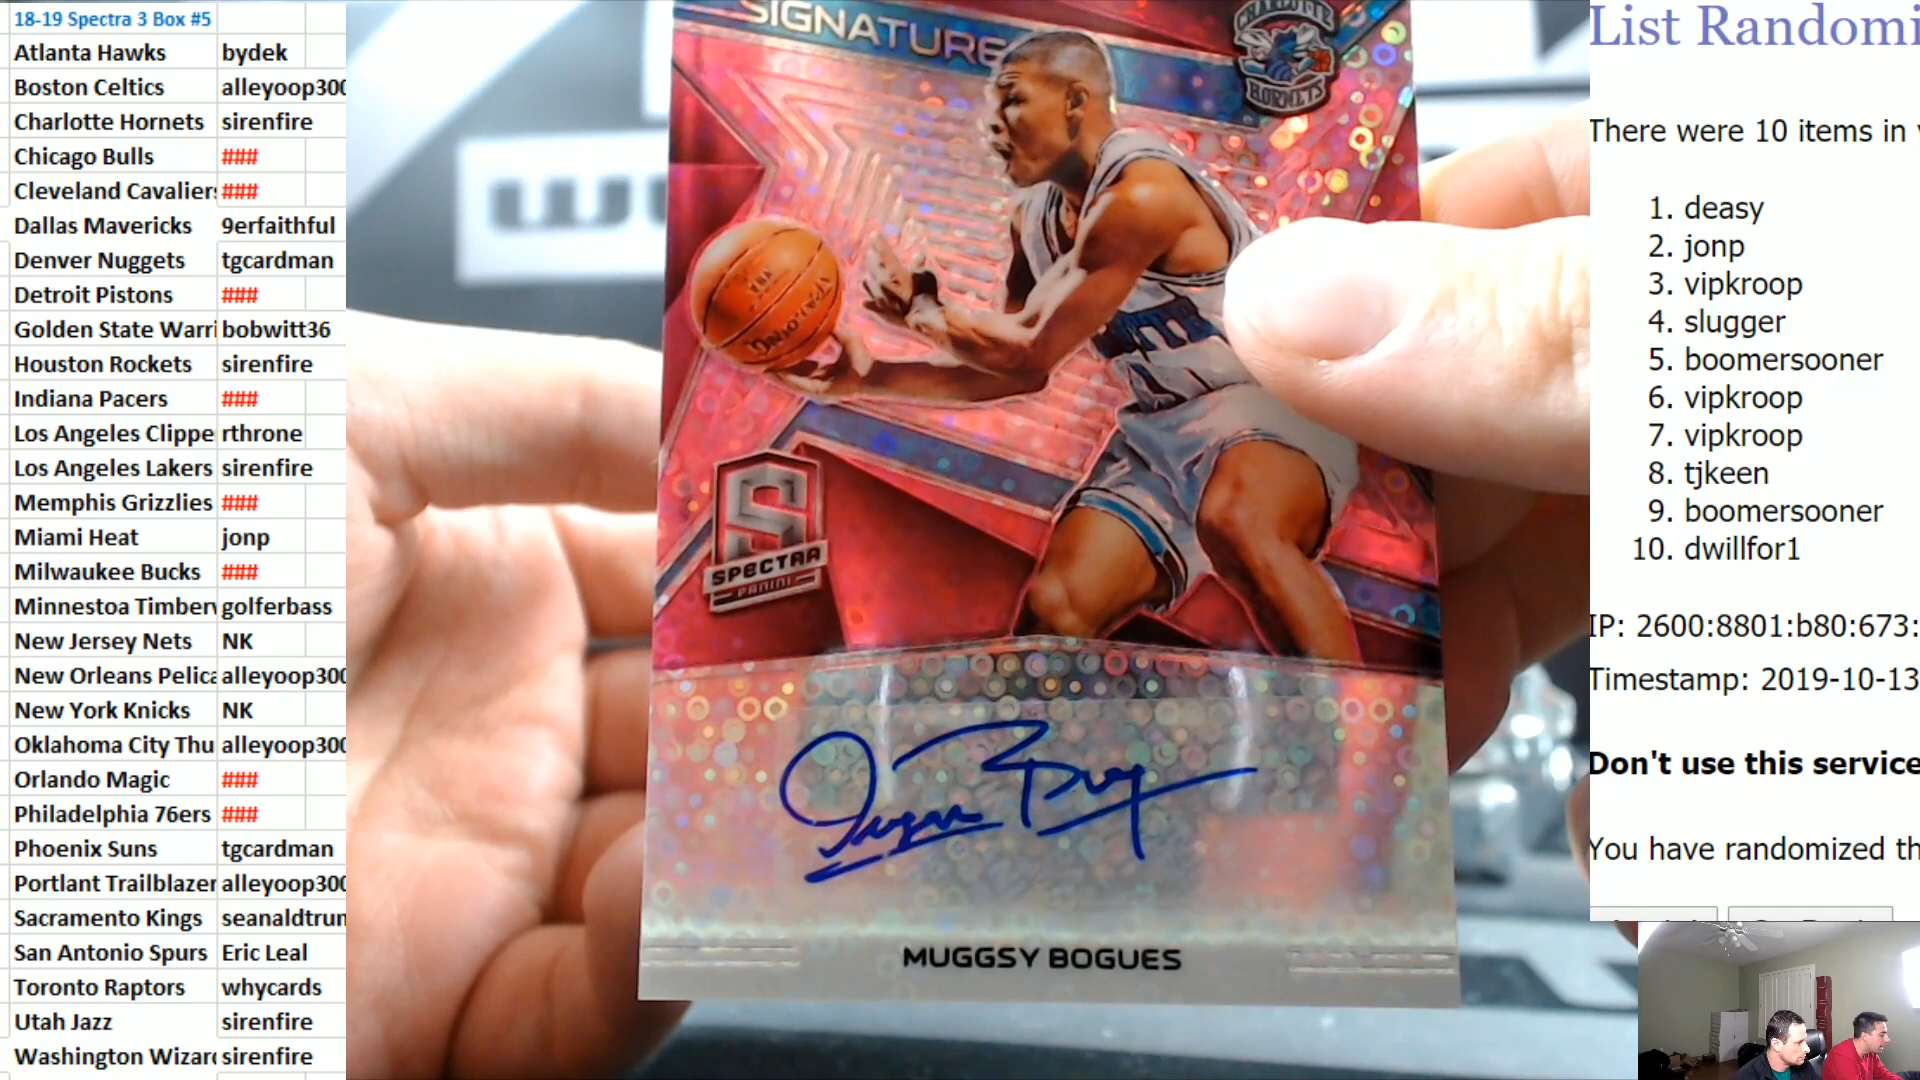 18-19 Spectra 3 Box #5
Atlanta Hawks bydek
Boston Celtics alleyoop300
Charlotte Hornets sirenfire
Chicago Bulls ###
Cleveland Cavaliers ###
Dallas Mavericks 9erfaithful
Denver Nuggets tgcardman
Detroit Pistons ###
Golden State Warri bobwitt36
Houston Rockets sirenfire
Indiana Pacers ###
Los Angeles Clippe rthrone
Los Angeles Lakers sirenfire
Memphis Grizzlies ###
Miami Heat jonp
Milwaukee Bucks ###
Minnestoa Timberv golferbass
New Jersey Nets NK
New Orleans Pelica alleyoop300
New York Knicks NK
Oklahoma City Thu alleyoop300
Orlando Magic ###
Philadelphia 76ers ###
Phoenix Suns tgcardman
Portlant Trailblazer alleyoop300
Sacramento Kings seanaldtrun
San Antonio Spurs Eric Leal
Toronto Raptors whycards
Utah Jazz sirenfire
Washington Wizard sirenfire
SIGNATURE
CHARLOTTE
HORNETS
SPALDING
NBA
S
SPECTRA
PANINI
MUGGSY BOGUES
List Randomi
There were 10 items in
1. deasy
2. jonp
3. vipkroop
4. slugger
5. boomersooner
6. vipkroop
7. vipkroop
8. tjkeen
9. boomersooner
10. dwillfor1
IP: 2600:8801:b80:673:
Timestamp: 2019-10-13
Don't use this service
You have randomized th